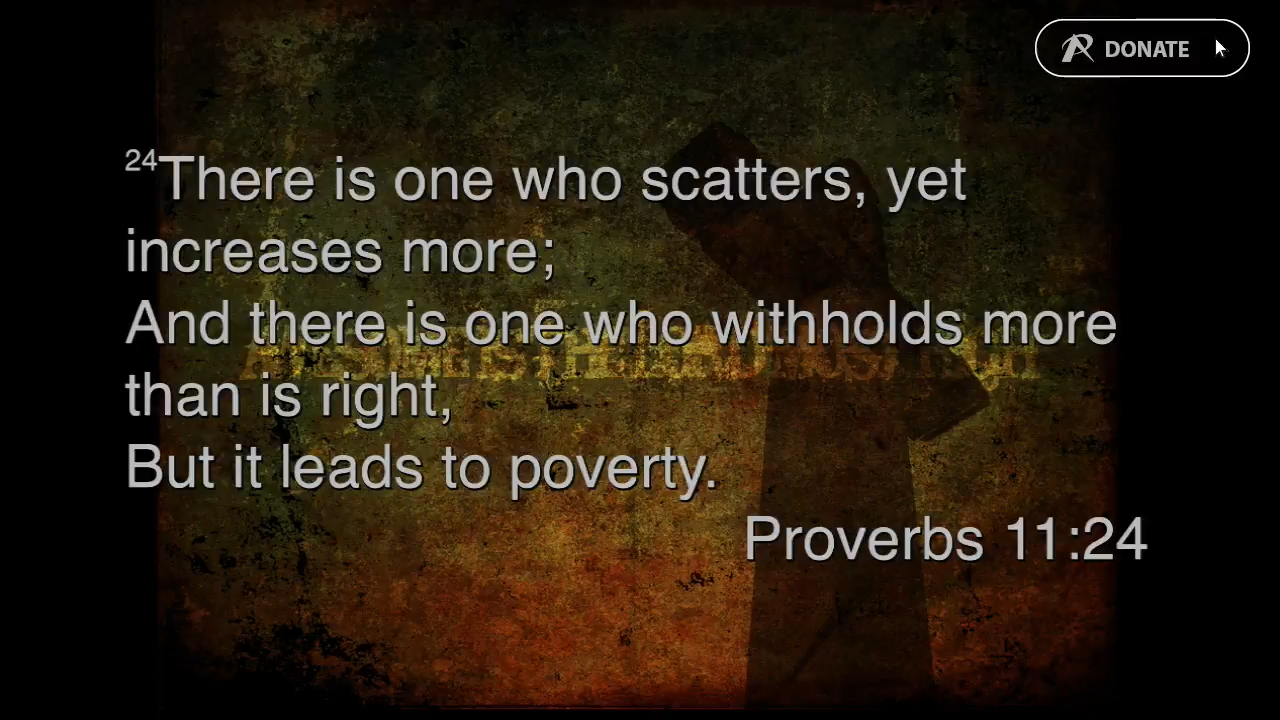 DONATE
24There is one who scatters, yet
increases more;
And there is one who withholds more
than is right,
But it leads to poverty.
Proverbs 11:24